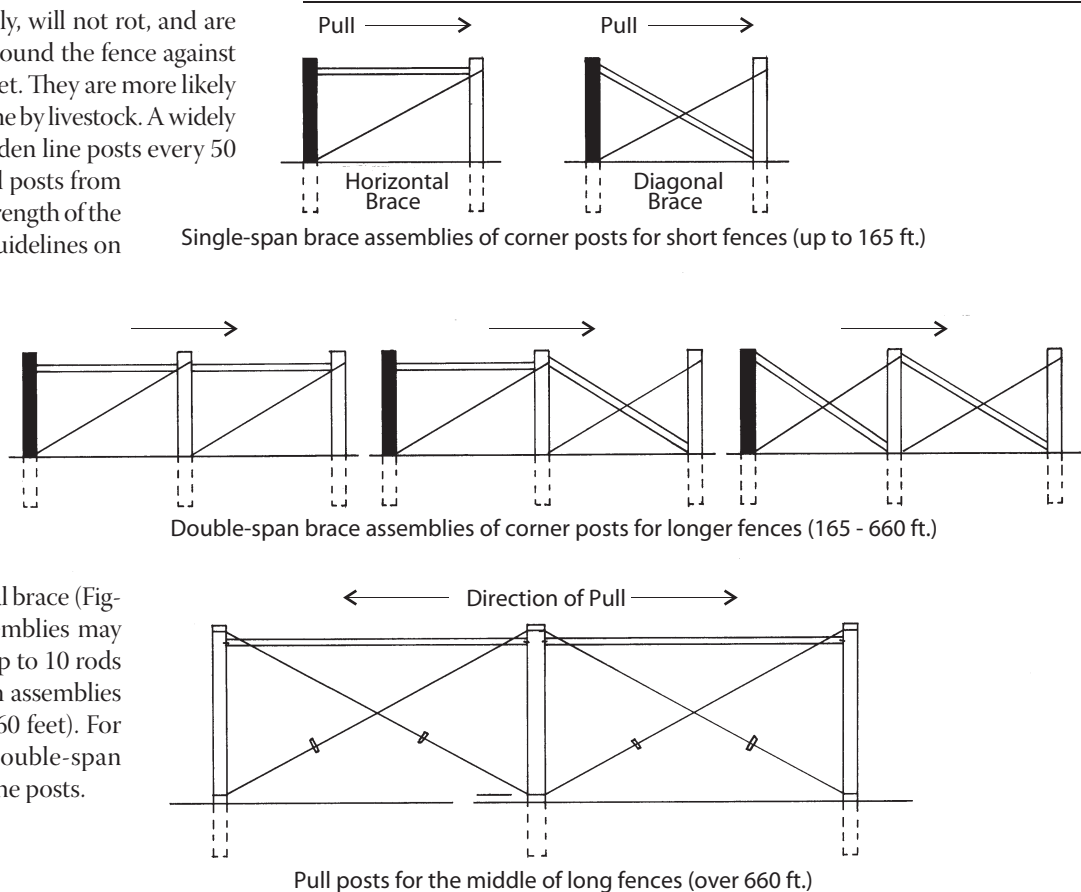 ly, will not rot, and are
ound the fence against
et. They are more likely
ne by livestock. A widely
den line posts every 50
l posts from
rength of the
uidelines on
Pull
Pull
Horizontal
Brace
Diagonal
Brace
Single-span brace assemblies of corner posts for short fences (up to 165 ft.)
Double-span brace assemblies of corner posts for longer fences (165 - 660 ft.)
l brace (Fig-
emblies may
p to 10 rods
n assemblies
60 feet). For
ouble-span
ne posts.
Direction of Pull
Pull posts for the middle of long fences (over 660 ft.)